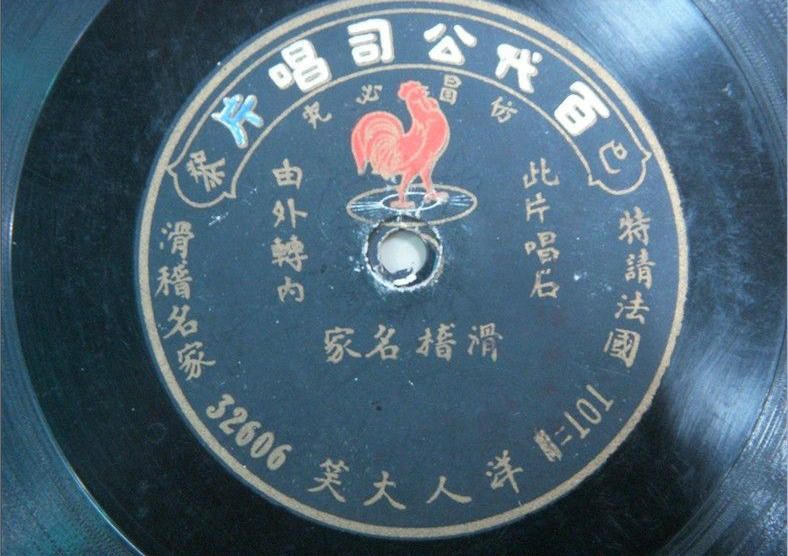 百代公司唱片
巴黎
仿冒必究
此片唱石
由外轉內
特請法國
滑稽名家
滑稽名家
洋人大笑
32606
101